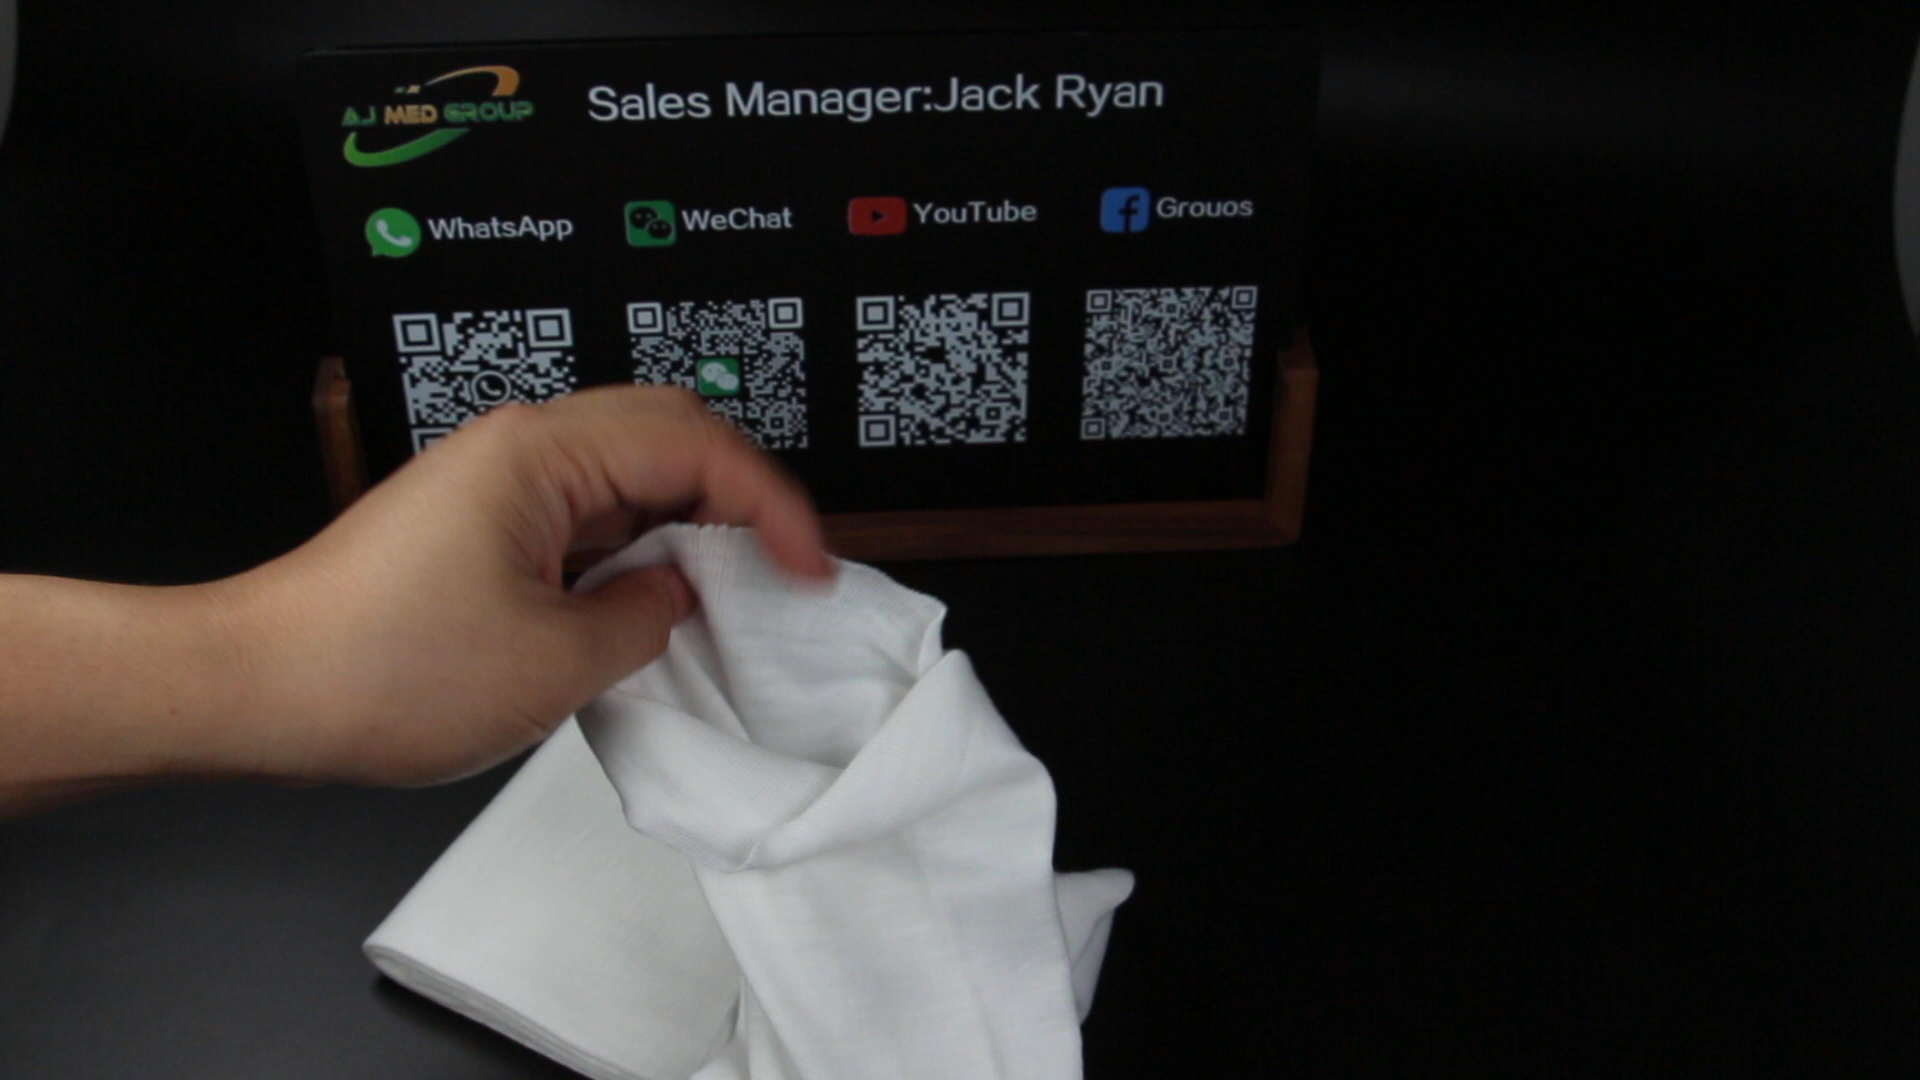 AJ MED GROUP
Sales Manager:Jack Ryan
WhatsApp
WeChat
YouTube
Grouos